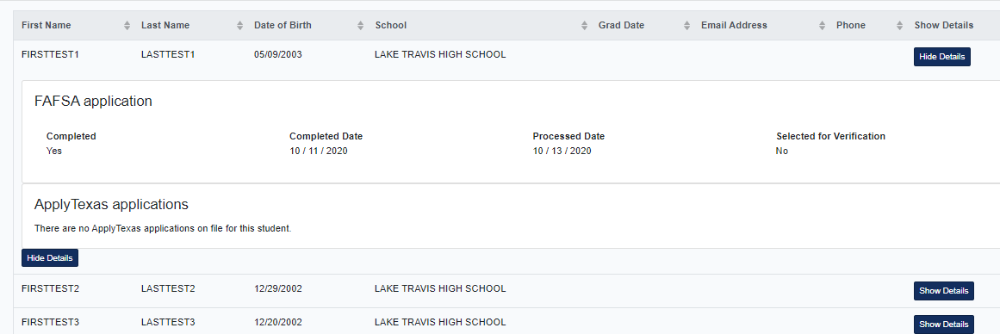 First Name Last Name Date of Birth School Grad Date Email Address Phone Show Details
FIRSTTEST1 LASTTEST1 05/09/2003 LAKE TRAVIS HIGH SCHOOL Hide Details
FAFSA application
Completed Completed Date Processed Date Selected for Verification
Yes 10 / 11 / 2020 10 / 13 / 2020 No
ApplyTexas applications
There are no ApplyTexas applications on file for this student.
Hide Details
FIRSTTEST2 LASTTEST2 12/29/2002 LAKE TRAVIS HIGH SCHOOL Show Details
FIRSTTEST3 LASTTEST3 12/20/2002 LAKE TRAVIS HIGH SCHOOL Show Details